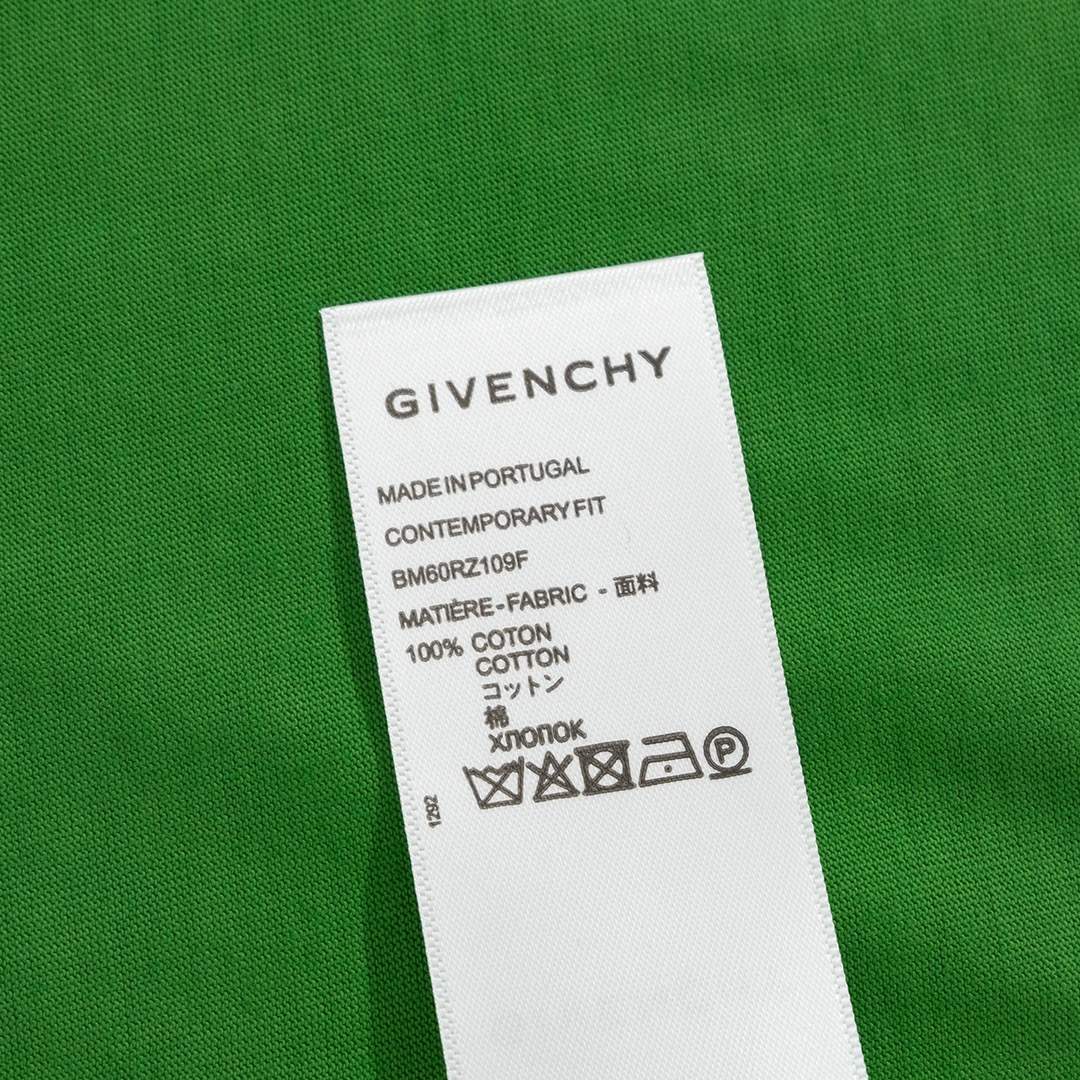 GIVENCHY
MADE IN PORTUGAL
CONTEMPORARY FIT
BM60RZ109F
MATIÈRE - FABRIC - 面料
100% COTON
COTTON
コットン
棉
ХЛОПОК
P
1292